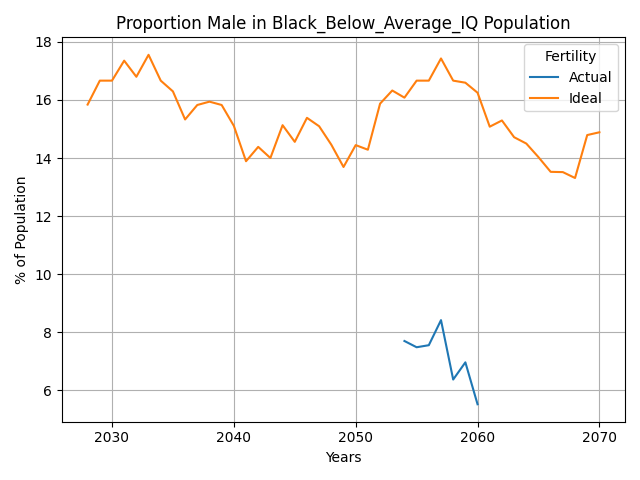 Proportion Male in Black_Below_Average_IQ Population
18
16
14
12
10
8
6
% of Population
2030
2040
2050
2060
2070
Years
Fertility
Actual
Ideal